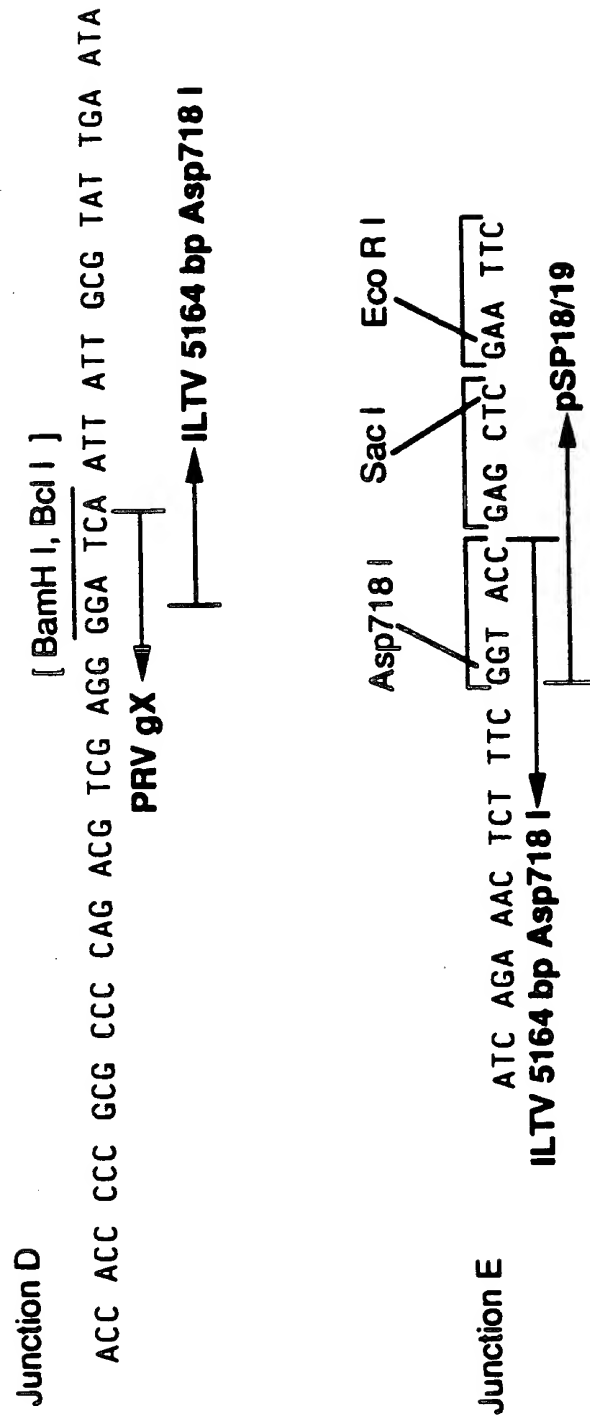 Junction D
[ BamH I, Bcl I ]
ACC ACC CCC GCG CCC CAG ACG TCG AGG GGA TCA ATT ATT GCG TAT TGA ATA
PRV gX
ILTV 5164 bp Asp718 I
Junction E
Asp718 I Sac I Eco R I
ATC AGA AAC TCT TTC GGT ACC GAG CTC GAA TTC
ILTV 5164 bp Asp718 I
pSP18/19